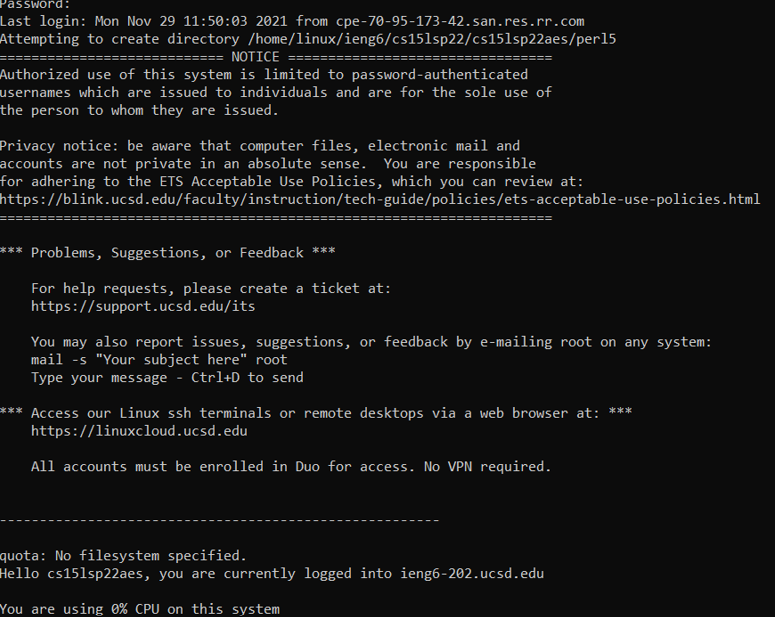 Password:
Last login: Mon Nov 29 11:50:03 2021 from cpe-70-95-173-42.san.res.rr.com
Attempting to create directory /home/linux/ieng6/cs15lsp22/cs15lsp22aes/perl5
============================ NOTICE =================================
Authorized use of this system is limited to password-authenticated
usernames which are issued to individuals and are for the sole use of
the person to whom they are issued.

Privacy notice: be aware that computer files, electronic mail and
accounts are not private in an absolute sense.  You are responsible
for adhering to the ETS Acceptable Use Policies, which you can review at:
https://blink.ucsd.edu/faculty/instruction/tech-guide/policies/ets-acceptable-use-policies.html
=====================================================================

*** Problems, Suggestions, or Feedback ***

    For help requests, please create a ticket at:
    https://support.ucsd.edu/its

    You may also report issues, suggestions, or feedback by e-mailing root on any system:
    mail -s "Your subject here" root
    Type your message - Ctrl+D to send

*** Access our Linux ssh terminals or remote desktops via a web browser at: ***
    https://linuxcloud.ucsd.edu

    All accounts must be enrolled in Duo for access. No VPN required.

-------------------------------------------------------

quota: No filesystem specified.
Hello cs15lsp22aes, you are currently logged into ieng6-202.ucsd.edu

You are using 0% CPU on this system